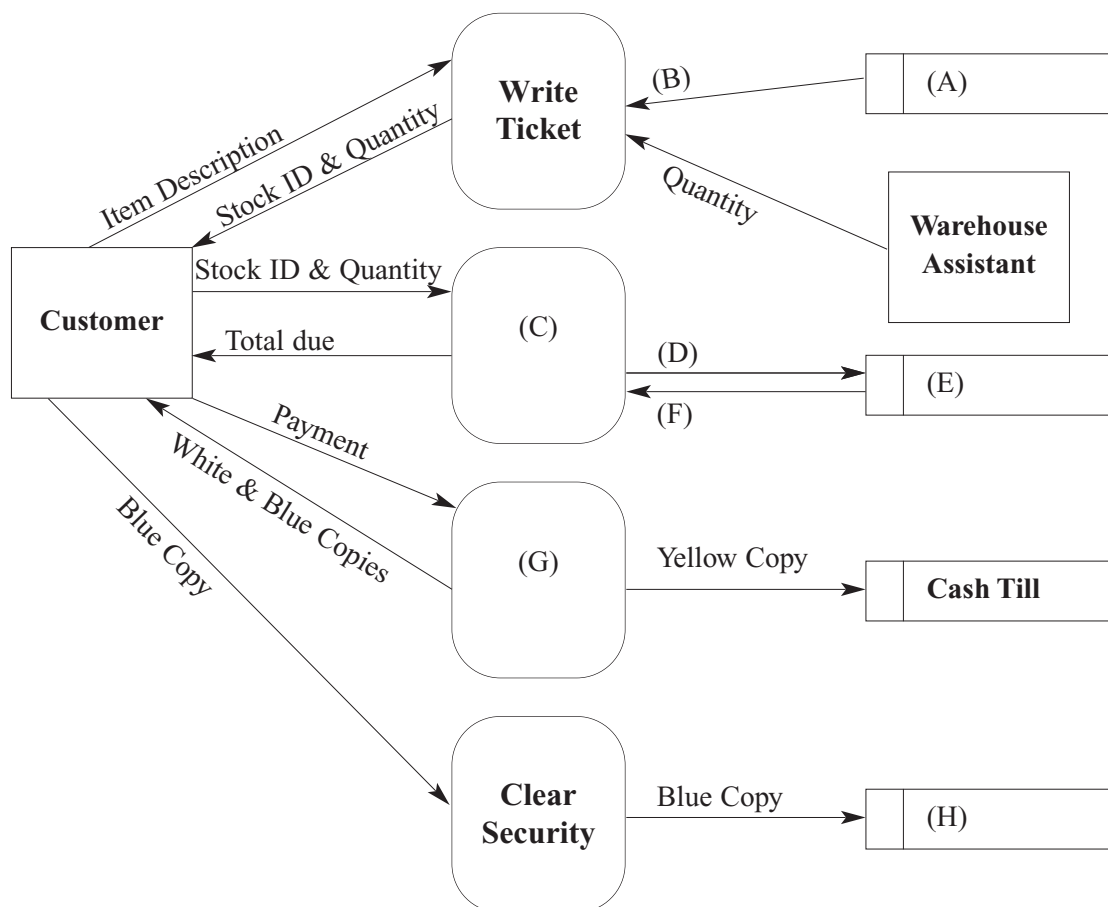 Write
Ticket
(B)
(A)
Item Description
Stock ID & Quantity
Quantity
Warehouse
Assistant
Customer
Stock ID & Quantity
Total due
(C)
(D)
(E)
(F)
Payment
White & Blue Copies
Blue Copy
(G)
Yellow Copy
Cash Till
Clear
Security
Blue Copy
(H)